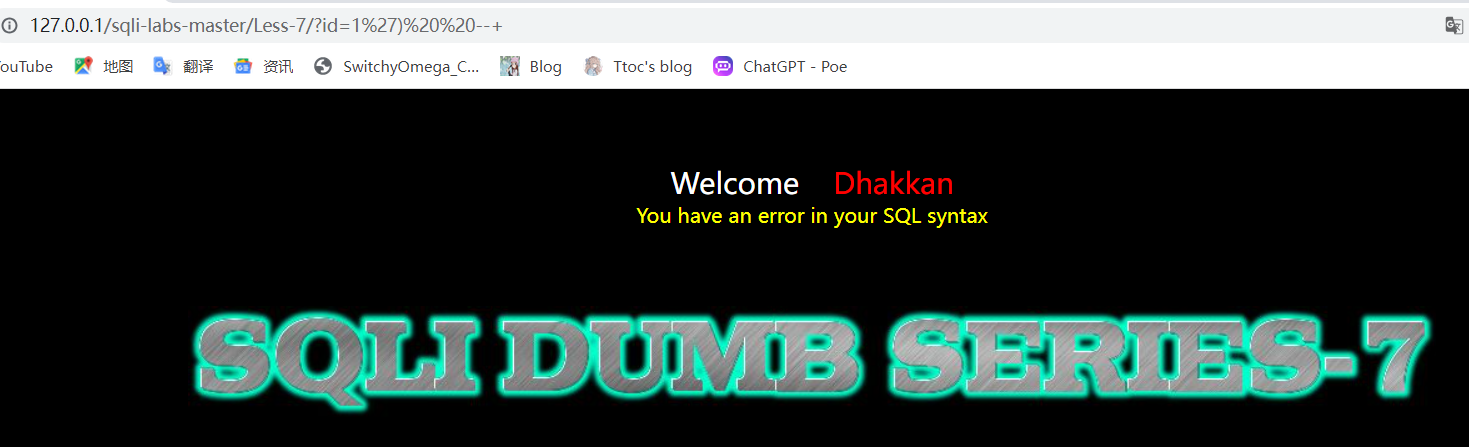 127.0.0.1/sqli-labs-master/Less-7/?id=1%27)%20%20--+
ouTube 地图 翻译 资讯 SwitchyOmega_C... Blog Ttoc's blog ChatGPT - Poe
Welcome Dhakkan
You have an error in your SQL syntax
SQLI DUMB SERIES-7